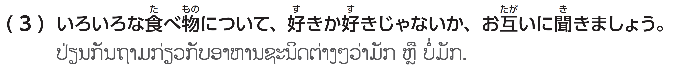 (3) いろいろな食べ物について、好きか好きじゃないか、お互いに聞きましょう。
ປ່ຽນກັນຖາມກ່ຽວກັບອາຫານຊະນິດຕ່າງໆວ່າມັກ ຫຼື ບໍ່ມັກ.